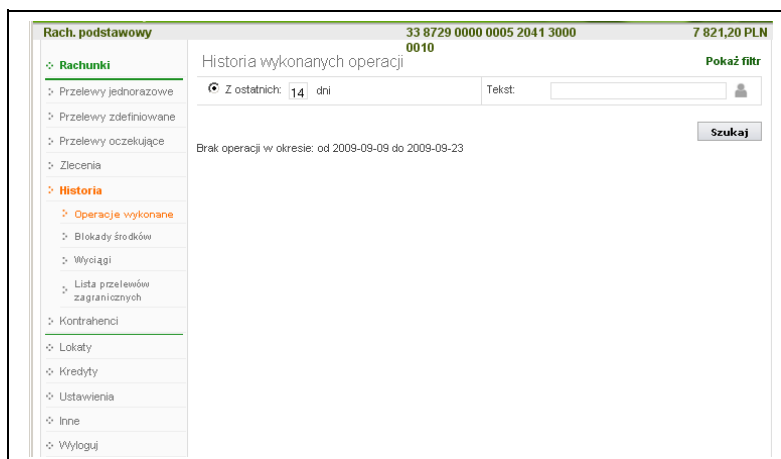 Rach. podstawowy 33 8729 0000 0005 2041 3000 7 821,20 PLN
0010
Rachunki
Historia wykonanych operacji Pokaż filtr
Przelewy jednorazowe
Z ostatnich: 14 dni Tekst:
Przelewy zdefiniowane
Szukaj
Przelewy oczekujące
Brak operacji w okresie: od 2009-09-09 do 2009-09-23
Zlecenia
Historia
Operacje wykonane
Blokady środków
Wyciągi
Lista przelewów
zagranicznych
Kontrahenci
Lokaty
Kredyty
Ustawienia
Inne
Wyloguj